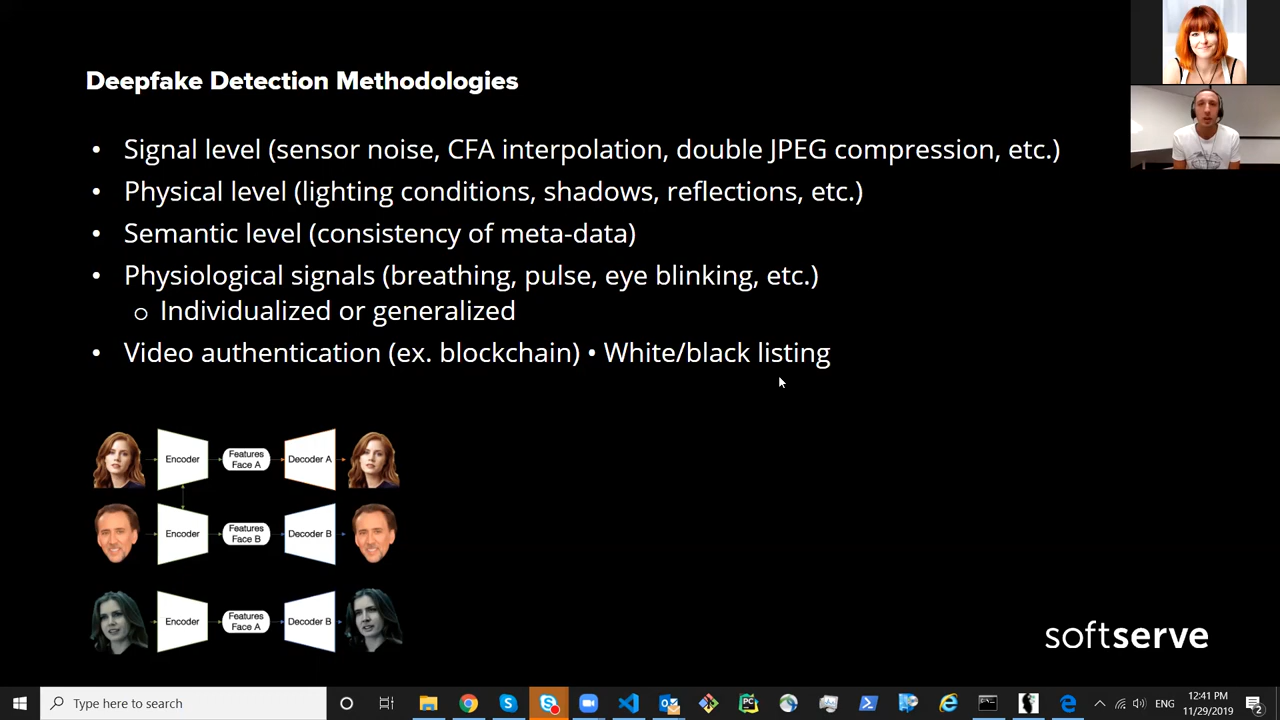 Deepfake Detection Methodologies
• Signal level (sensor noise, CFA interpolation, double JPEG compression, etc.)
• Physical level (lighting conditions, shadows, reflections, etc.)
• Semantic level (consistency of meta-data)
• Physiological signals (breathing, pulse, eye blinking, etc.)
o Individualized or generalized
• Video authentication (ex. blockchain) • White/black listing
Encoder
Features
Face A
Decoder A
Encoder
Features
Face B
Decoder B
Encoder
Features
Face A
Decoder B
softserve
Type here to search
PC
ENG
12:41 PM
11/29/2019
2